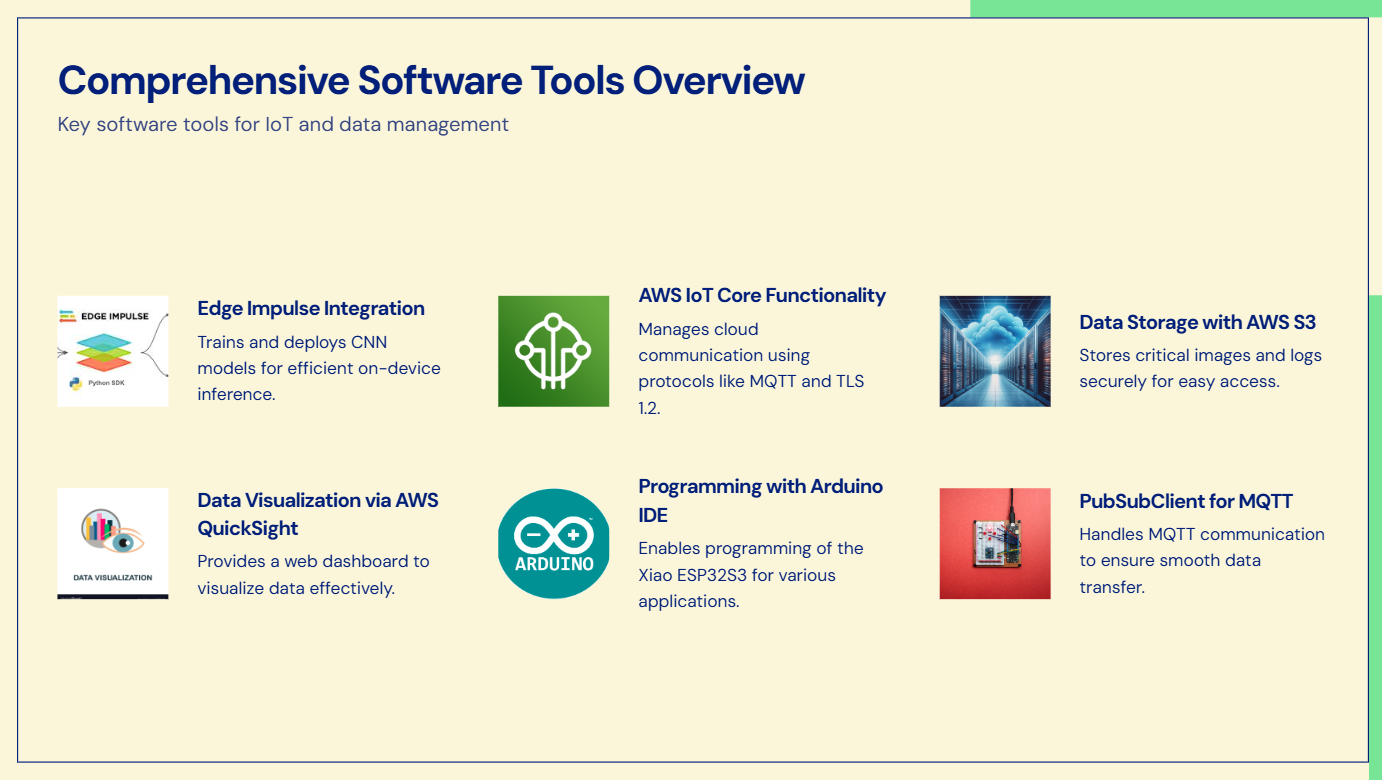 Comprehensive Software Tools Overview
Key software tools for IoT and data management
EDGE IMPULSE
Python SDK
Edge Impulse Integration
Trains and deploys CNN
models for efficient on-device
inference.
AWS IoT Core Functionality
Manages cloud
communication using
protocols like MQTT and TLS
1.2.
Data Storage with AWS S3
Stores critical images and logs
securely for easy access.
DATA VISUALIZATION
Data Visualization via AWS
QuickSight
Provides a web dashboard to
visualize data effectively.
ARDUINO
Programming with Arduino
IDE
Enables programming of the
Xiao ESP32S3 for various
applications.
PubSubClient for MQTT
Handles MQTT communication
to ensure smooth data
transfer.